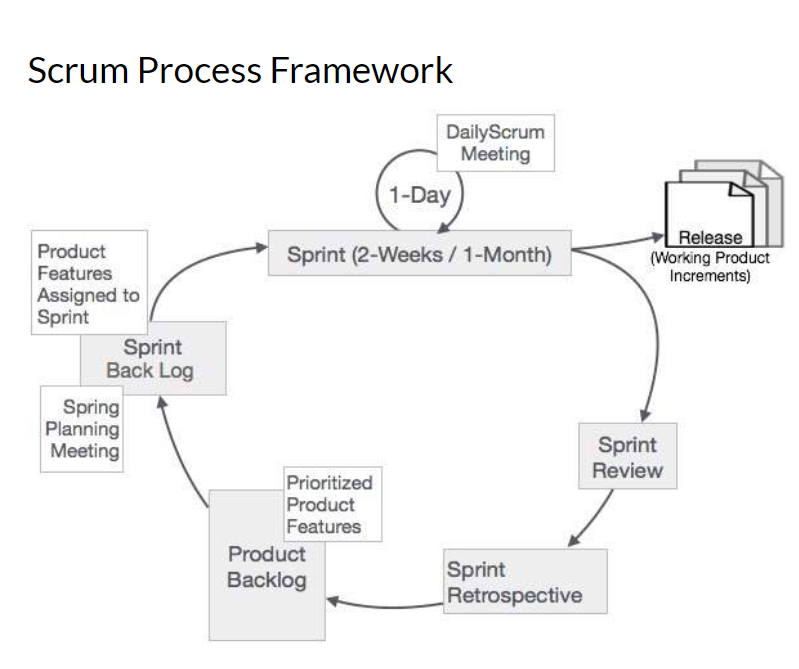 Scrum Process Framework
DailyScrum
Meeting
1-Day
Sprint (2-Weeks / 1-Month)
Release
(Working Product
Increments)
Product
Features
Assigned to
Sprint
Sprint
Back Log
Spring
Planning
Meeting
Sprint
Review
Prioritized
Product
Features
Product
Backlog
Sprint
Retrospective